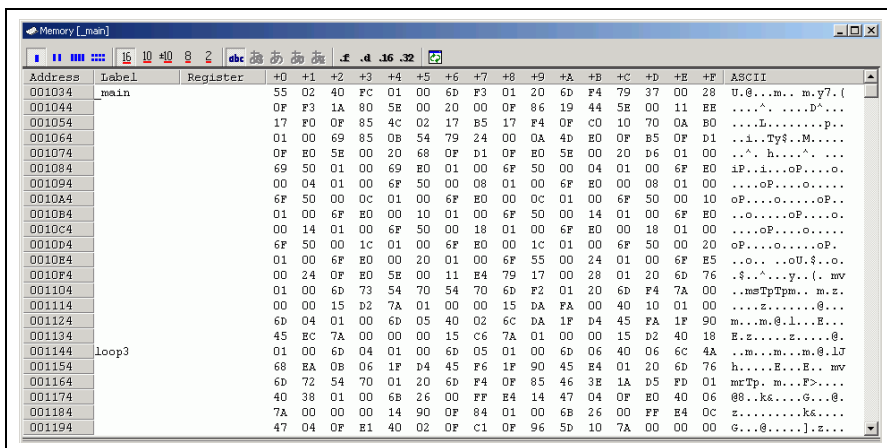 Memory [_main]
16 10 ±10 8 2 abc あ .f .d .16 .32
Address Label Register +0 +1 +2 +3 +4 +5 +6 +7 +8 +9 +A +B +C +D +E +F ASCII
001034 _main 55 02 40 FC 01 00 6D F3 01 20 6D F4 79 37 00 28 U.@...m.. m.y7.(
001044 0F F3 1A 80 5E 00 20 00 0F 86 19 44 5E 00 11 EE ....^. ....D^...
001054 17 F0 0F 85 4C 02 17 B5 17 F4 0F C0 10 70 0A B0 ....L........p..
001064 01 00 69 85 0B 54 79 24 00 0A 4D E0 0F B5 0F D1 ..i..Ty$..M.....
001074 0F E0 5E 00 20 68 0F D1 0F E0 5E 00 20 D6 01 00 ..^. h....^. ...
001084 69 50 01 00 69 E0 01 00 6F 50 00 04 01 00 6F E0 iP..i...oP....o.
001094 00 04 01 00 6F 50 00 08 01 00 6F E0 00 08 01 00 ....oP....o.....
0010A4 6F 50 00 0C 01 00 6F E0 00 0C 01 00 6F 50 00 10 oP....o.....oP..
0010B4 01 00 6F E0 00 10 01 00 6F 50 00 14 01 00 6F E0 ..o.....oP....o.
0010C4 00 14 01 00 6F 50 00 18 01 00 6F E0 00 18 01 00 ....oP....o.....
0010D4 6F 50 00 1C 01 00 6F E0 00 1C 01 00 6F 50 00 20 oP....o.....oP. 
0010E4 01 00 6F E0 00 20 01 00 6F 55 00 24 01 00 6F E5 ..o.. ..oU.$..o.
0010F4 00 24 0F E0 5E 00 11 E4 79 17 00 28 01 20 6D 76 .$..^...y..(. mv
001104 01 00 6D 73 54 70 54 70 6D F2 01 20 6D F4 7A 00 ..msTpTpm.. m.z.
001114 00 00 15 D2 7A 01 00 00 15 DA FA 00 40 10 01 00 ....z.......@...
001124 6D 04 01 00 6D 05 40 02 6C DA 1F D4 45 FA 1F 90 m...m.@.l...E...
001134 45 EC 7A 00 00 00 15 C6 7A 01 00 00 15 D2 40 18 E.z.....z.....@.
001144 loop3 01 00 6D 04 01 00 6D 05 01 00 6D 06 40 06 6C 4A ..m...m...m.@.lJ
001154 68 EA 0B 06 1F D4 45 F6 1F 90 45 E4 01 20 6D 76 h.....E...E.. mv
001164 6D 72 54 70 01 20 6D F4 0F 85 46 3E 1A D5 FD 01 mrTp. m...F>....
001174 40 38 01 00 6B 26 00 FF E4 14 47 04 0F E0 40 06 @8..k&....G...@.
001184 7A 00 00 00 14 90 0F 84 01 00 6B 26 00 FF E4 0C z.........k&....
001194 47 04 0F E1 40 02 0F C1 0F 96 5D 10 7A 00 00 00 G...@.....].z...